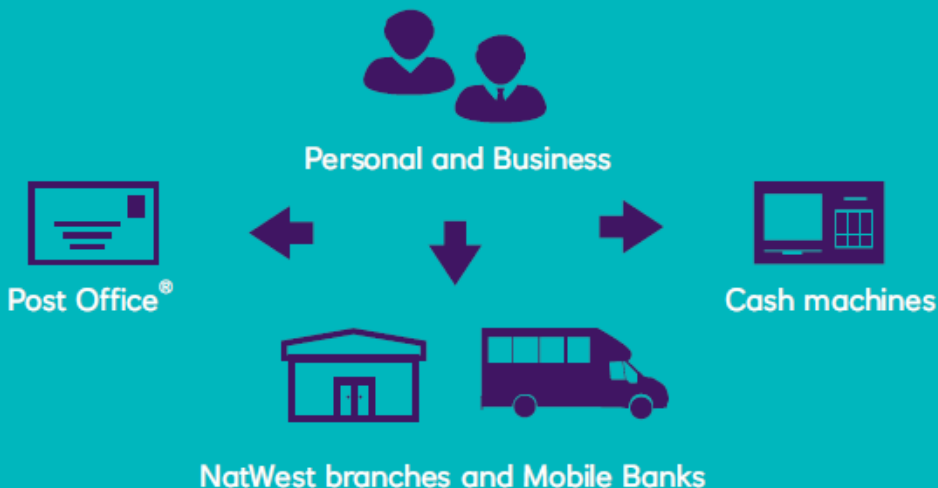 Personal and Business
Post Office®
Cash machines
NatWest branches and Mobile Banks